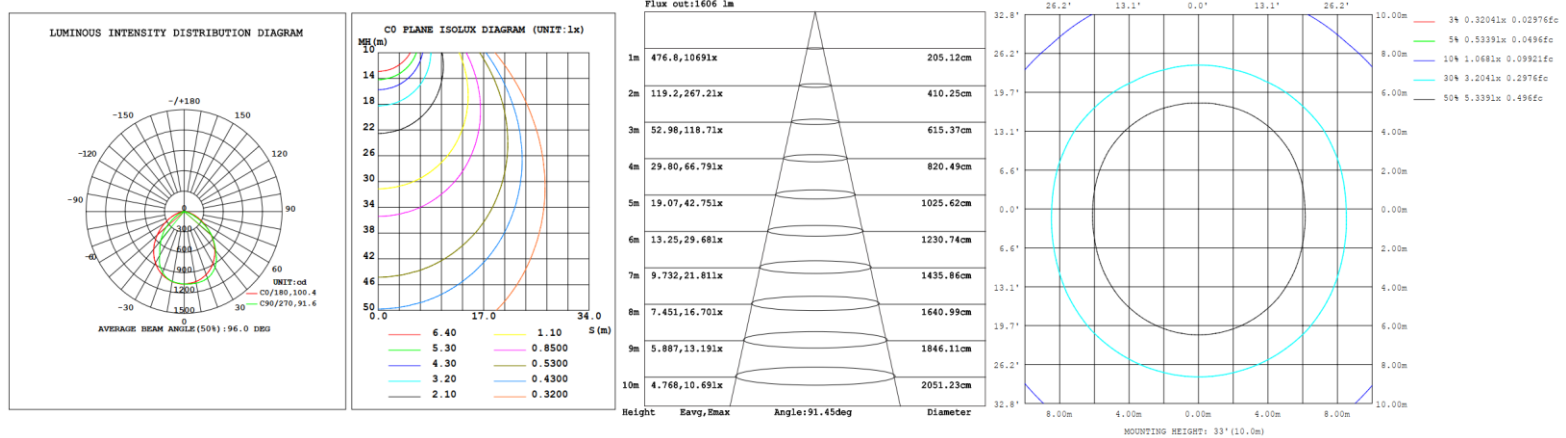 LUMINOUS INTENSITY DISTRIBUTION DIAGRAM
-/+180
-150
150
-120
120
-90
90
-60
60
-30
30
0
0
300
600
900
1200
1500
UNIT:cd
C0/180,100.4
C90/270,91.6
AVERAGE BEAM ANGLE(50%):96.0 DEG
C0 PLANE ISOLUX DIAGRAM (UNIT:lx)
MH(m)
10
14
18
22
26
30
34
38
42
46
50
0.0
17.0
34.0
S(m)
6.40
1.10
5.30
0.8500
4.30
0.5300
3.20
0.4300
2.10
0.3200
Flux out:1606 lm
1m 476.8,1069lx 205.12cm
2m 119.2,267.2lx 410.25cm
3m 52.98,118.7lx 615.37cm
4m 29.80,66.79lx 820.49cm
5m 19.07,42.75lx 1025.62cm
6m 13.25,29.68lx 1230.74cm
7m 9.732,21.81lx 1435.86cm
8m 7.451,16.70lx 1640.99cm
9m 5.887,13.19lx 1846.11cm
10m 4.768,10.69lx 2051.23cm
Height Eavg,Emax Angle:91.45deg Diameter
26.2' 13.1' 0.0' 13.1' 26.2'
32.8' 10.00m
26.2' 8.00m
19.7' 6.00m
13.1' 4.00m
6.6' 2.00m
0.0' 0.00m
6.6' 2.00m
13.1' 4.00m
19.7' 6.00m
26.2' 8.00m
32.8' 10.00m
8.00m 4.00m 0.00m 4.00m 8.00m
MOUNTING HEIGHT: 33'(10.0m)
3% 0.3204lx 0.02976fc
5% 0.5339lx 0.0496fc
10% 1.068lx 0.09921fc
30% 3.204lx 0.2976fc
50% 5.339lx 0.496fc